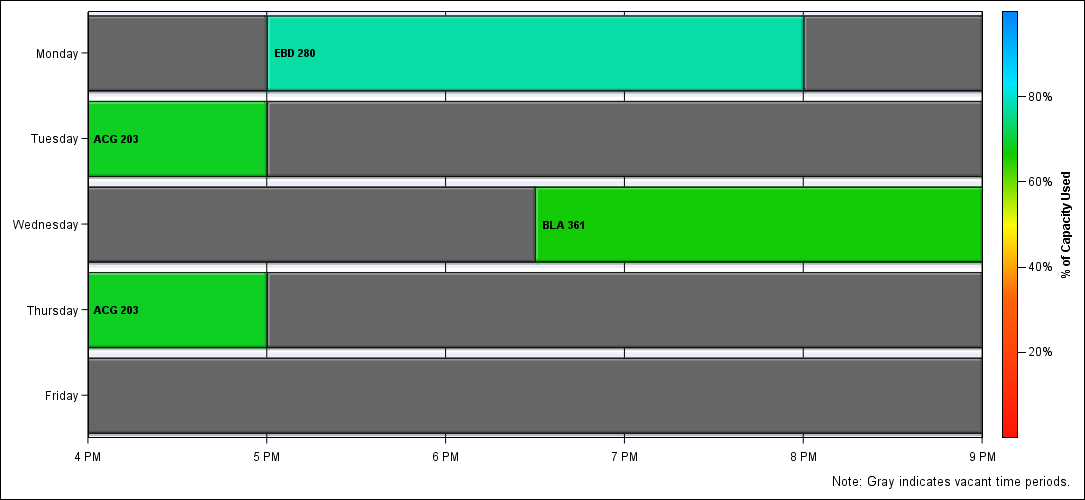 Monday
EBD 280
Tuesday
ACG 203
Wednesday
BLA 361
Thursday
ACG 203
Friday
4 PM 5 PM 6 PM 7 PM 8 PM 9 PM
80%
60%
40%
20%
% of Capacity Used
Note: Gray indicates vacant time periods.